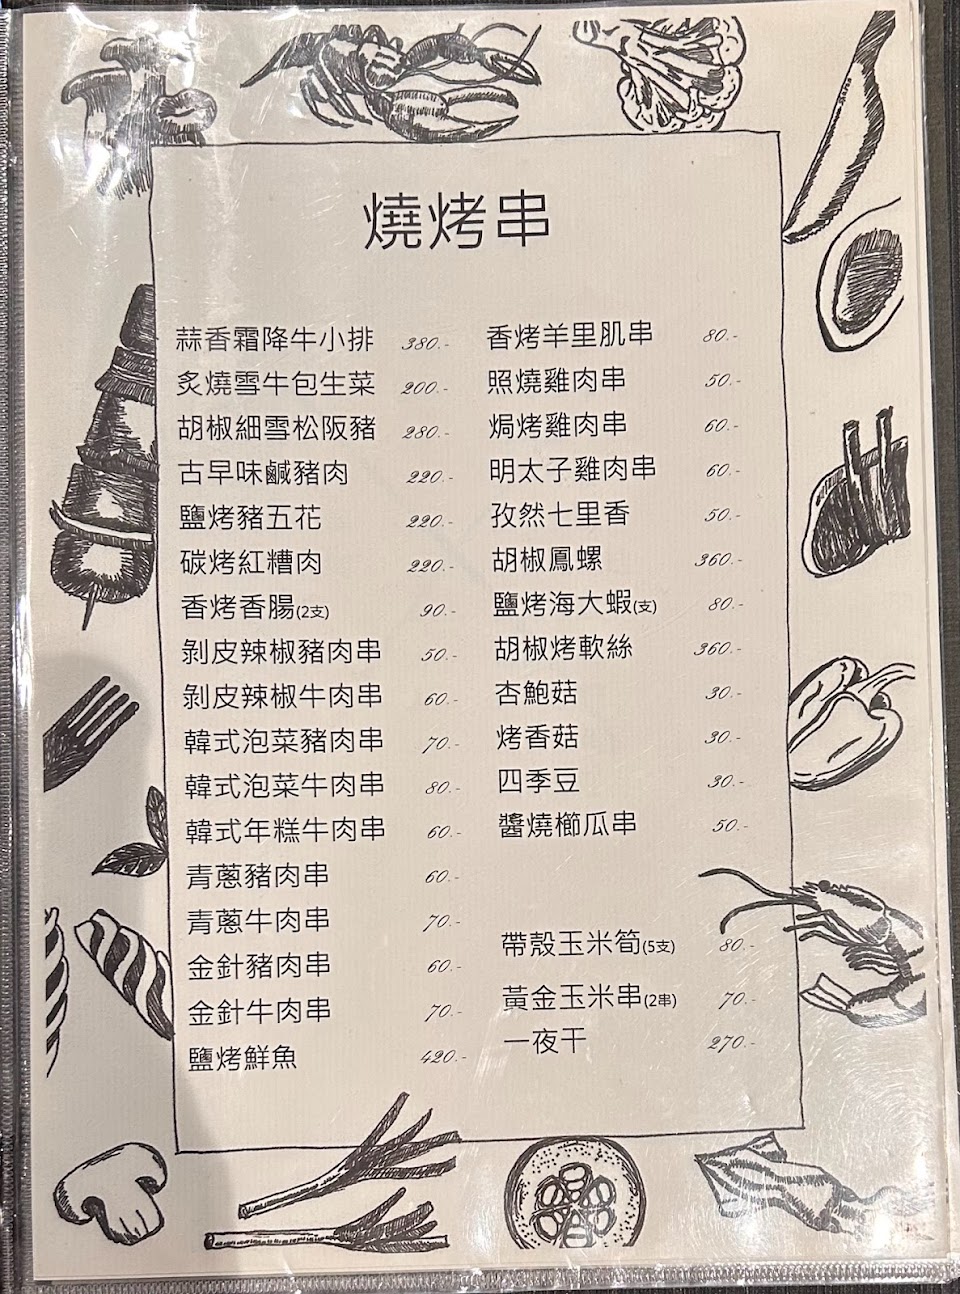 燒烤串
蒜香霜降牛小排 380.-
炙燒雪牛包生菜 200.-
胡椒細雪松阪豬 280.-
古早味鹹豬肉 220.-
鹽烤豬五花 220.-
碳烤紅糟肉 220.-
香烤香腸(2支) 90.-
剝皮辣椒豬肉串 50.-
剝皮辣椒牛肉串 60.-
韓式泡菜豬肉串 70.-
韓式泡菜牛肉串 80.-
韓式年糕牛肉串 60.-
青蔥豬肉串 60.-
青蔥牛肉串 70.-
金針豬肉串 60.-
金針牛肉串 70.-
鹽烤鮮魚 420.-
香烤羊里肌串 80.-
照燒雞肉串 50.-
焗烤雞肉串 60.-
明太子雞肉串 60.-
孜然七里香 50.-
胡椒鳳螺 360.-
鹽烤海大蝦(支) 80.-
胡椒烤軟絲 360.-
杏鮑菇 30.-
烤香菇 30.-
四季豆 30.-
醬燒櫛瓜串 50.-
帶殼玉米筍(5支) 80.-
黃金玉米串(2串) 70.-
一夜干 270.-